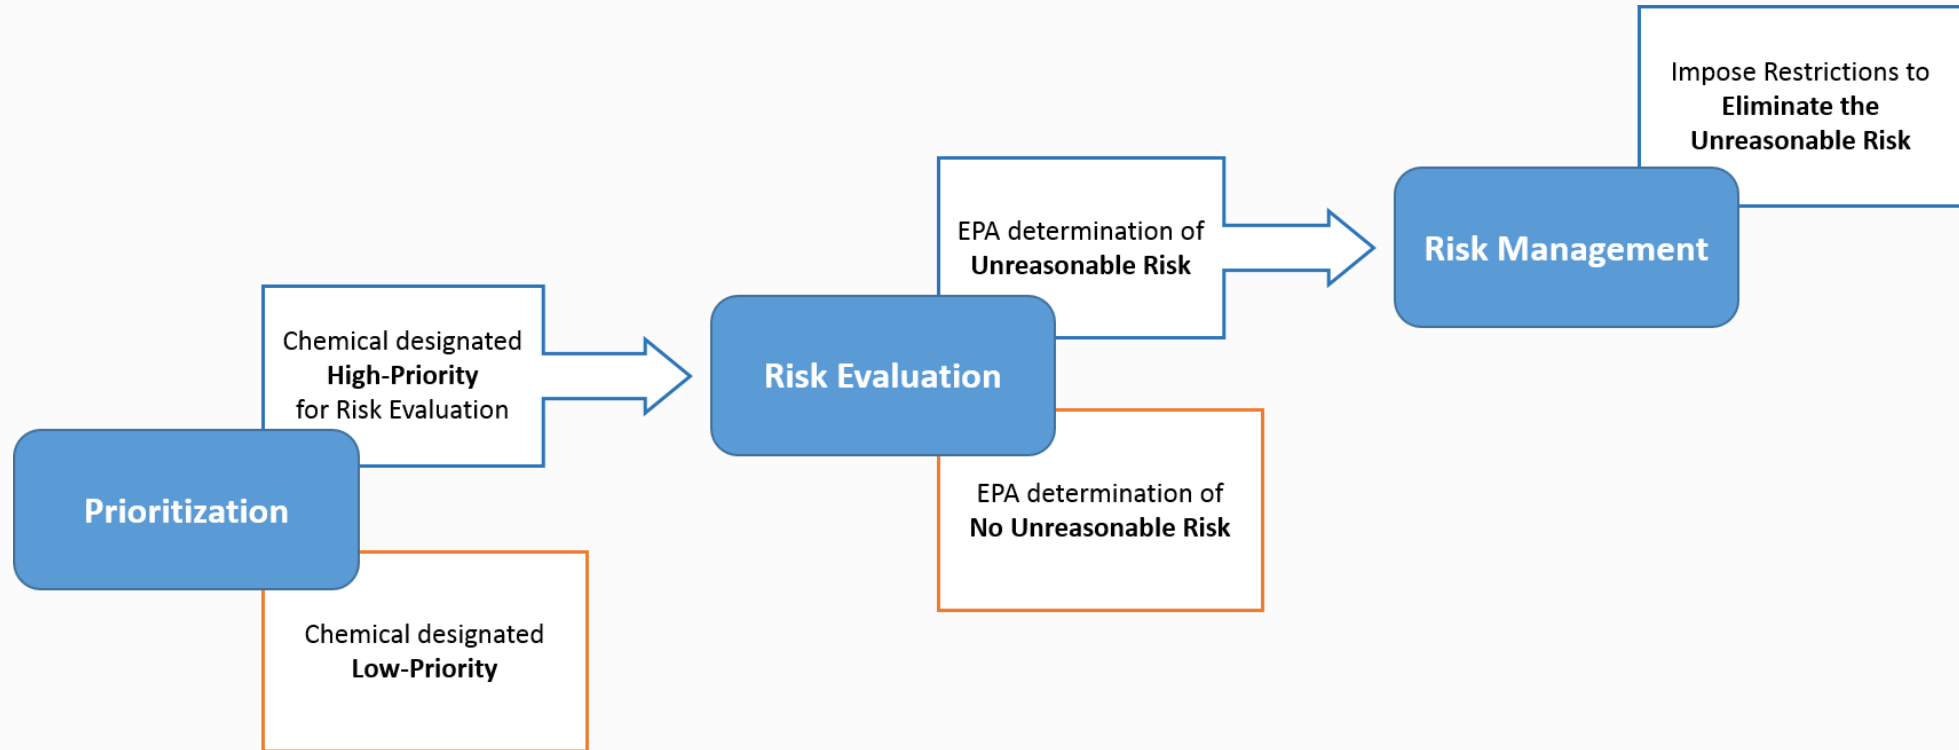 Prioritization
Chemical designated
High-Priority
for Risk Evaluation
Chemical designated
Low-Priority
Risk Evaluation
EPA determination of
Unreasonable Risk
EPA determination of
No Unreasonable Risk
Risk Management
Impose Restrictions to
Eliminate the
Unreasonable Risk